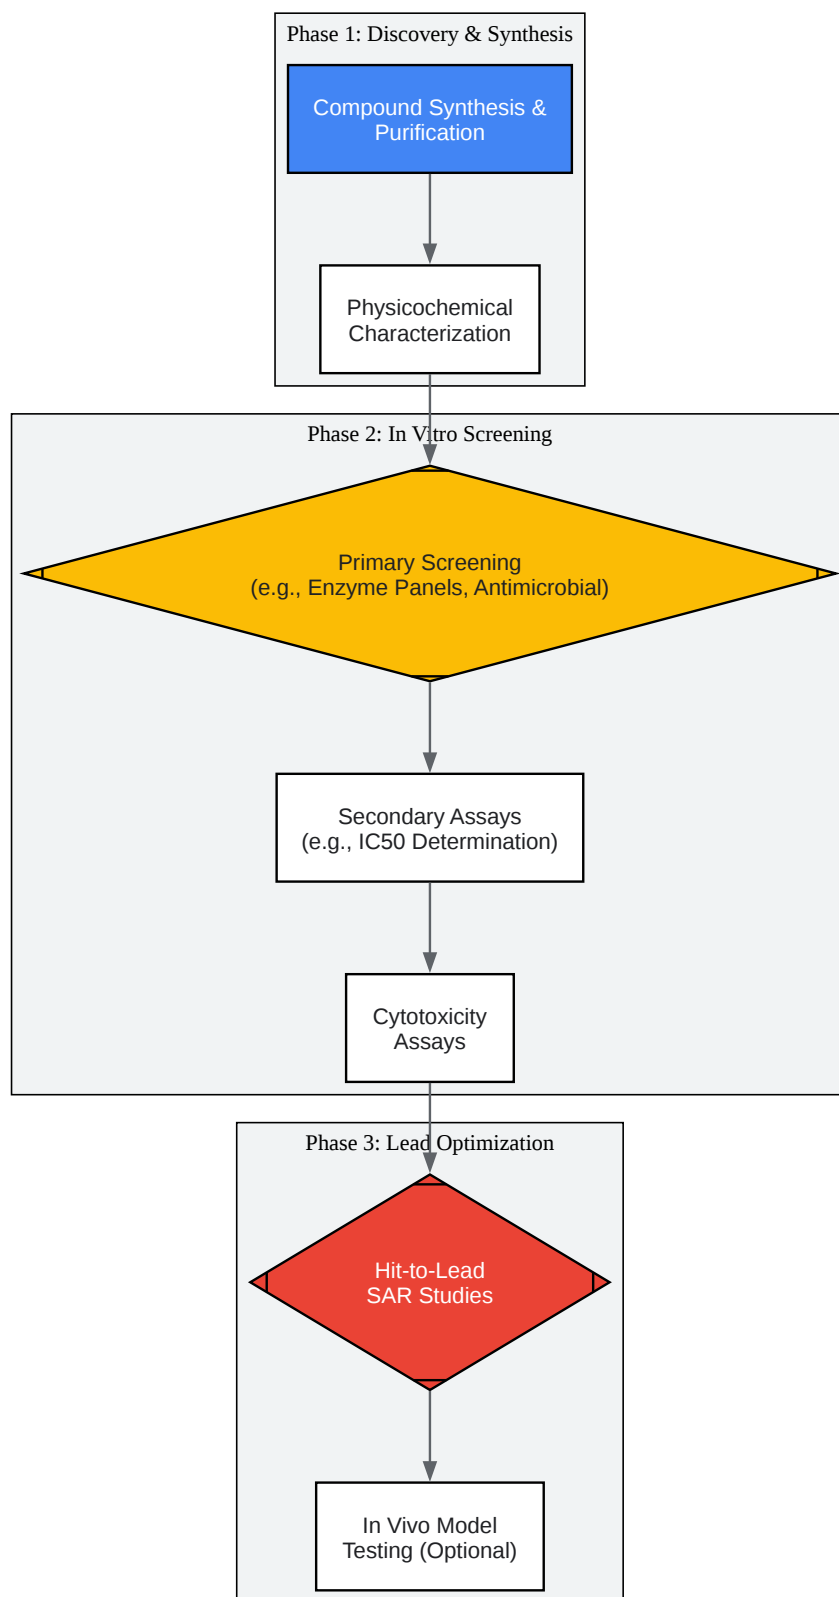 Phase 1: Discovery & Synthesis
Compound Synthesis &
Purification
Physicochemical
Characterization
Phase 2: In Vitro Screening
Primary Screening
(e.g., Enzyme Panels, Antimicrobial)
Secondary Assays
(e.g., IC50 Determination)
Cytotoxicity
Assays
Phase 3: Lead Optimization
Hit-to-Lead
SAR Studies
In Vivo Model
Testing (Optional)